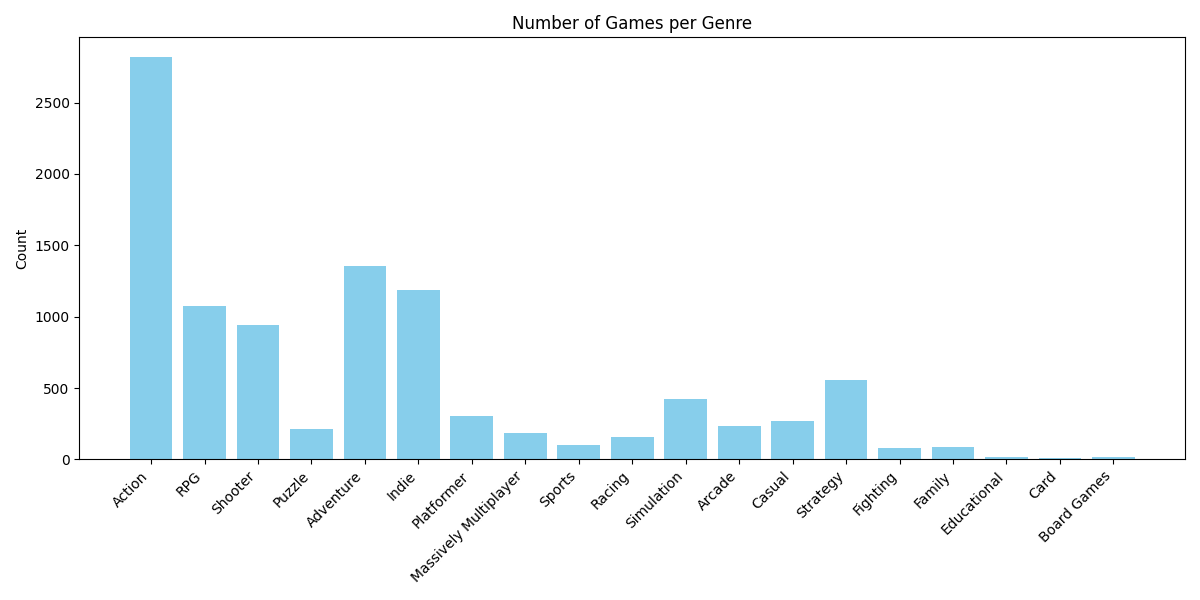 Number of Games per Genre
Count
2500
2000
1500
1000
500
0
Action
RPG
Shooter
Puzzle
Adventure
Indie
Platformer
Massively Multiplayer
Sports
Racing
Simulation
Arcade
Casual
Strategy
Fighting
Family
Educational
Card
Board Games